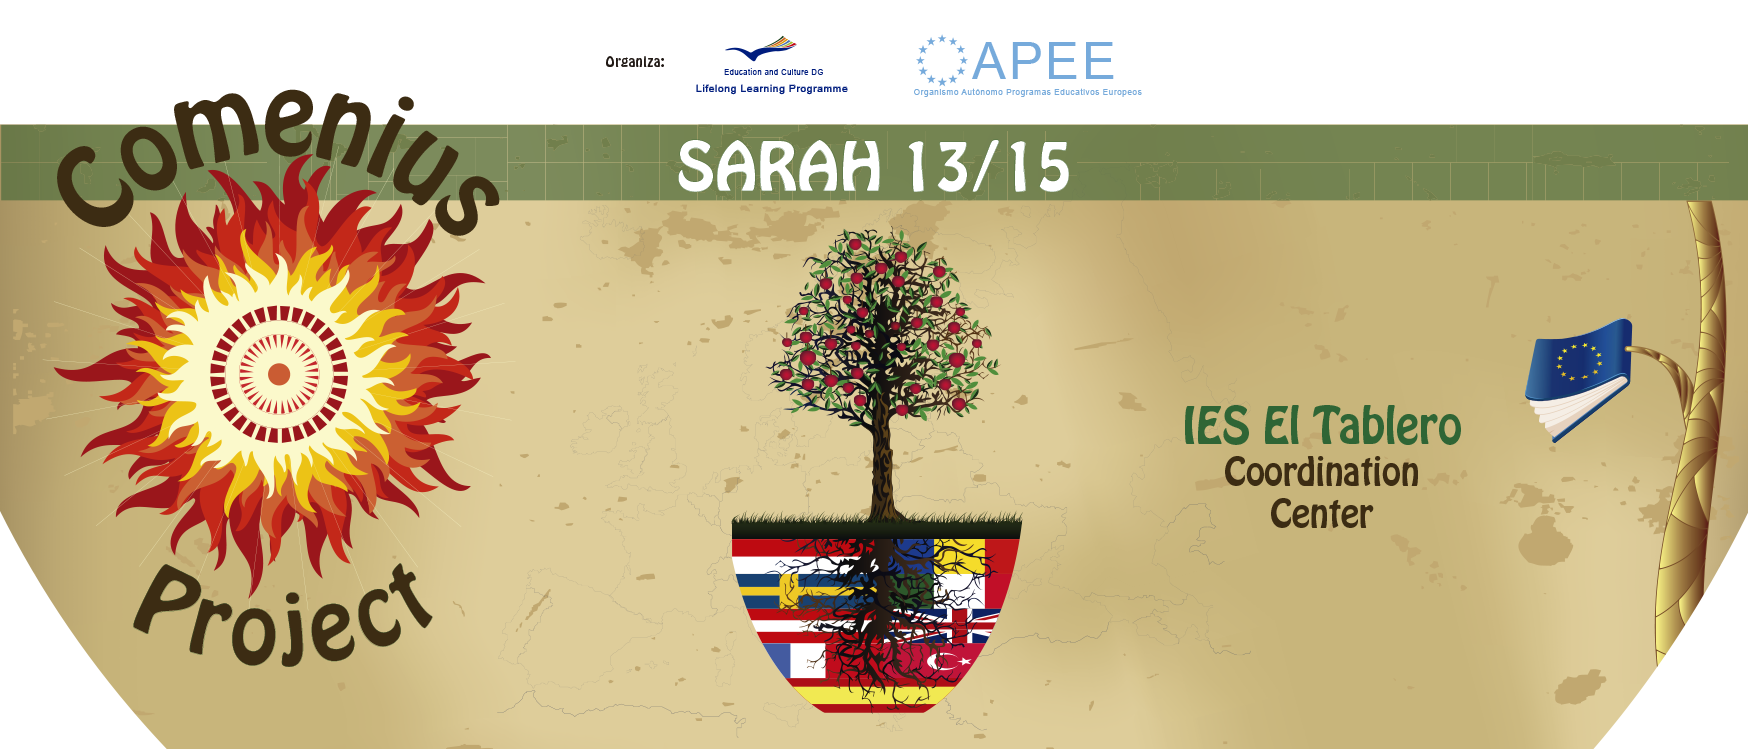 Organiza:
Education and Culture DG
Lifelong Learning Programme
OAPEE
Organismo Autónomo Programas Educativos Europeos
Comenius
SARAH 13/15
IES El Tablero
Coordination
Center
Project